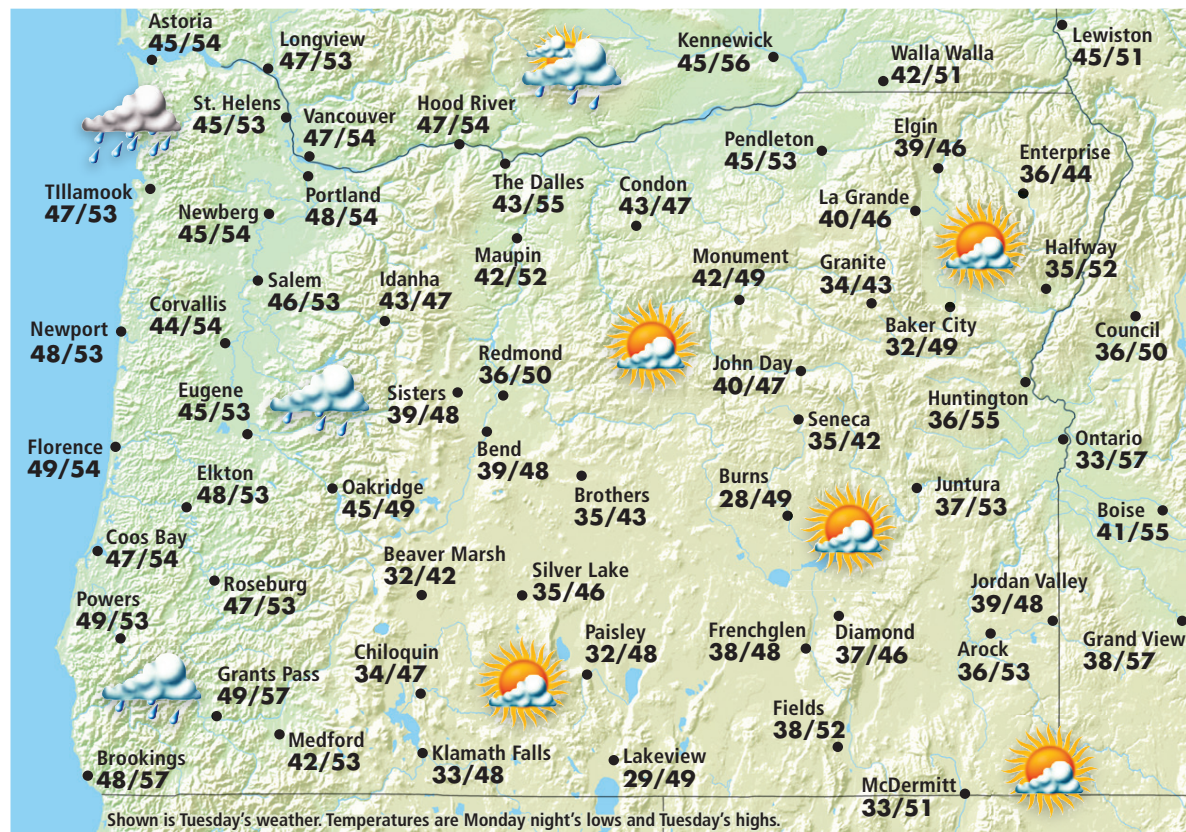 Astoria
45/54
Longview
47/53
Kennewick
45/56
Walla Walla
42/51
Lewiston
45/51
St. Helens
45/53
Vancouver
47/54
Hood River
47/54
Pendleton
45/53
Elgin
39/46
Enterprise
36/44
TIllamook
47/53
Portland
48/54
Newberg
45/54
The Dalles
43/55
Condon
43/47
La Grande
40/46
Maupin
42/52
Monument
42/49
Granite
34/43
Halfway
35/52
Salem
46/53
Idanha
43/47
Corvallis
44/54
Newport
48/53
Baker City
32/49
Council
36/50
Redmond
36/50
John Day
40/47
Eugene
45/53
Sisters
39/48
Huntington
36/55
Seneca
35/42
Florence
49/54
Bend
39/48
Ontario
33/57
Elkton
48/53
Oakridge
45/49
Brothers
35/43
Burns
28/49
Juntura
37/53
Boise
41/55
Coos Bay
47/54
Beaver Marsh
32/42
Silver Lake
35/46
Roseburg
47/53
Jordan Valley
39/48
Powers
49/53
Paisley
32/48
Frenchglen
38/48
Diamond
37/46
Arock
36/53
Grand View
38/57
Chiloquin
34/47
Grants Pass
49/57
Fields
38/52
Medford
42/53
Klamath Falls
33/48
Lakeview
29/49
Brookings
48/57
McDermitt
33/51
Shown is Tuesday's weather. Temperatures are Monday night's lows and Tuesday's highs.